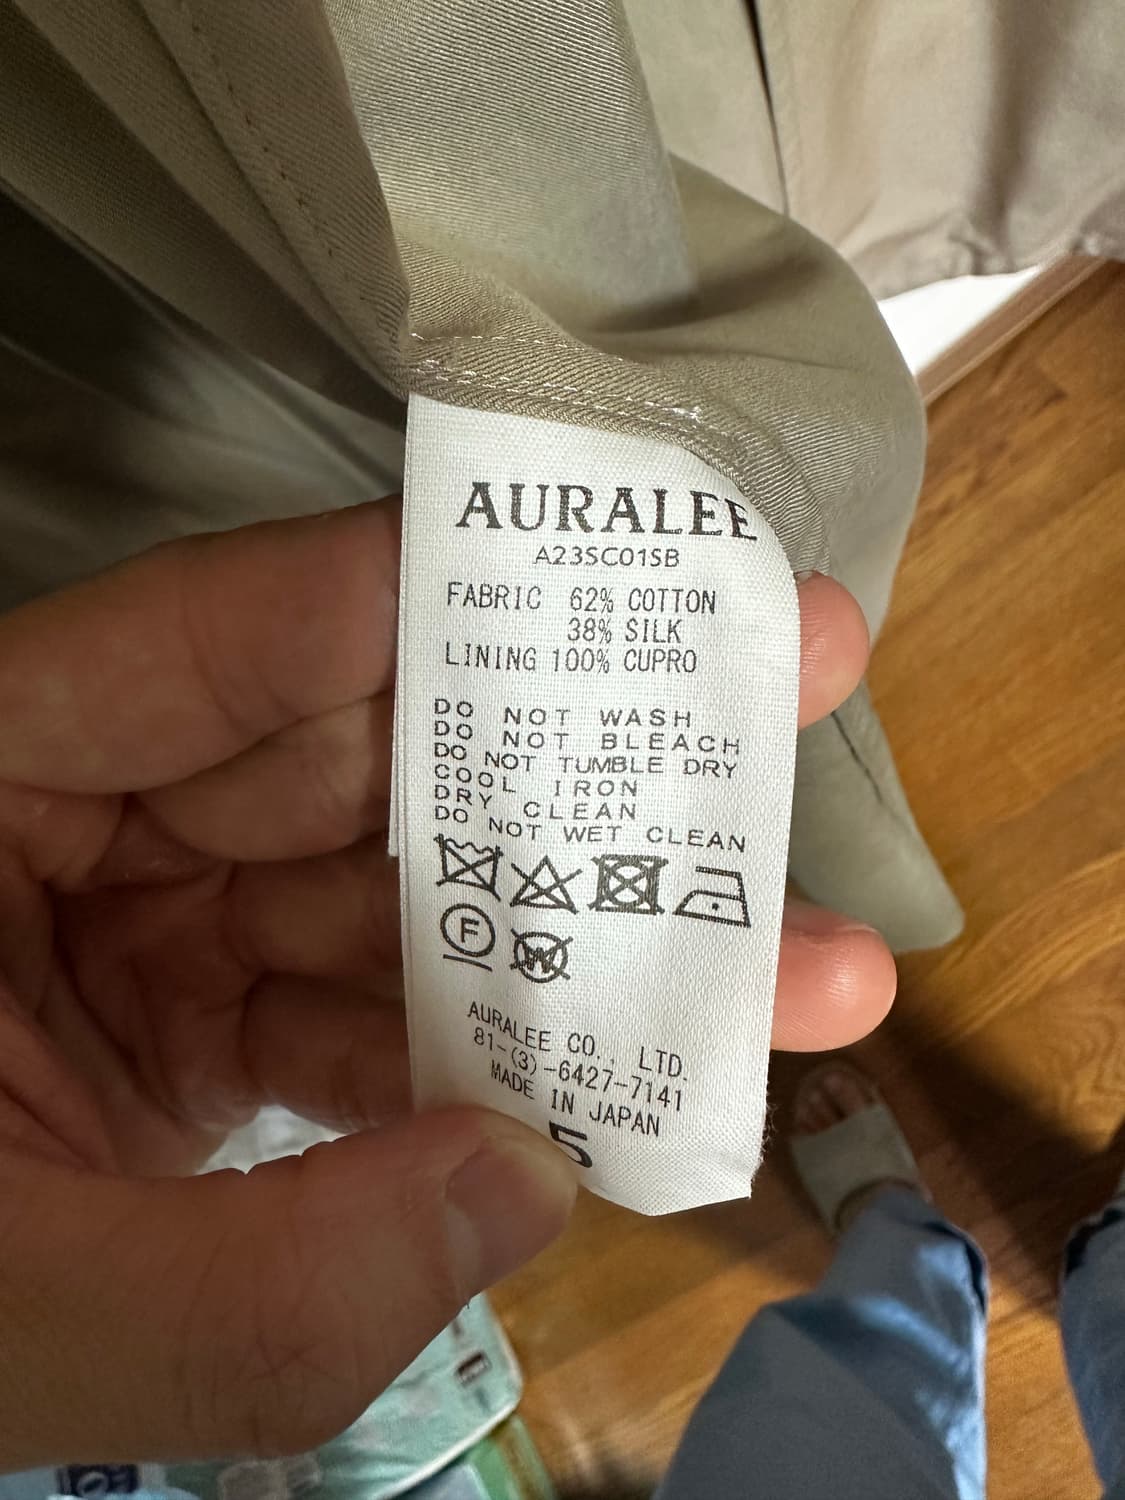 AURALEE
A23SC01SB
FABRIC 62% COTTON
38% SILK
LINING 100% CUPRO
DO NOT WASH
DO NOT BLEACH
DO NOT TUMBLE DRY
COOL IRON
DRY CLEAN
DO NOT WET CLEAN
F
W
AURALEE CO., LTD.
81-(3)-6427-7141
MADE IN JAPAN
5